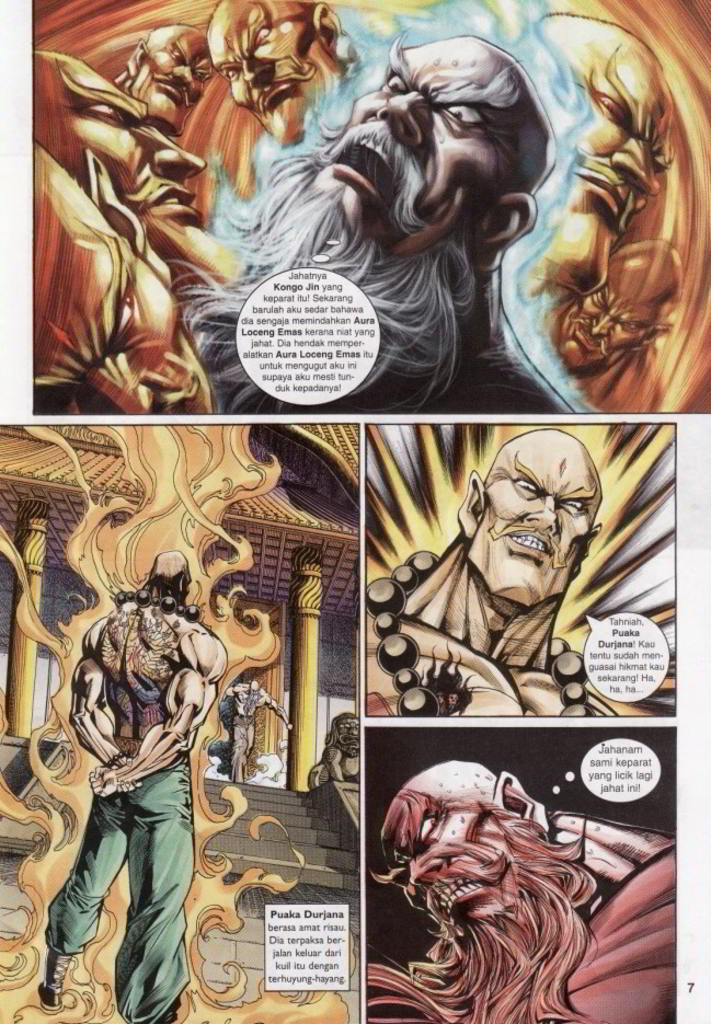 Jahatnya
Kongo Jin yang
keparat itu! Sekarang
barulah aku sedar bahawa
dia sengaja memindahkan Aura
Loceng Emas kerana niat yang
jahat. Dia hendak memper-
alatkan Aura Loceng Emas itu
untuk mengugut aku ini
supaya aku mesti tun-
duk kepadanya!
Tahniah,
Puaka
Durjana! Kau
tentu sudah men-
guasai hikmat kau
sekarang! Ha,
ha, ha...
Puaka Durjana
berasa amat risau.
Dia terpaksa ber-
jalan keluar dari
kuil itu dengan
terhuyung-hayang.
Jahanam
sami keparat
yang licik lagi
jahat ini!
7